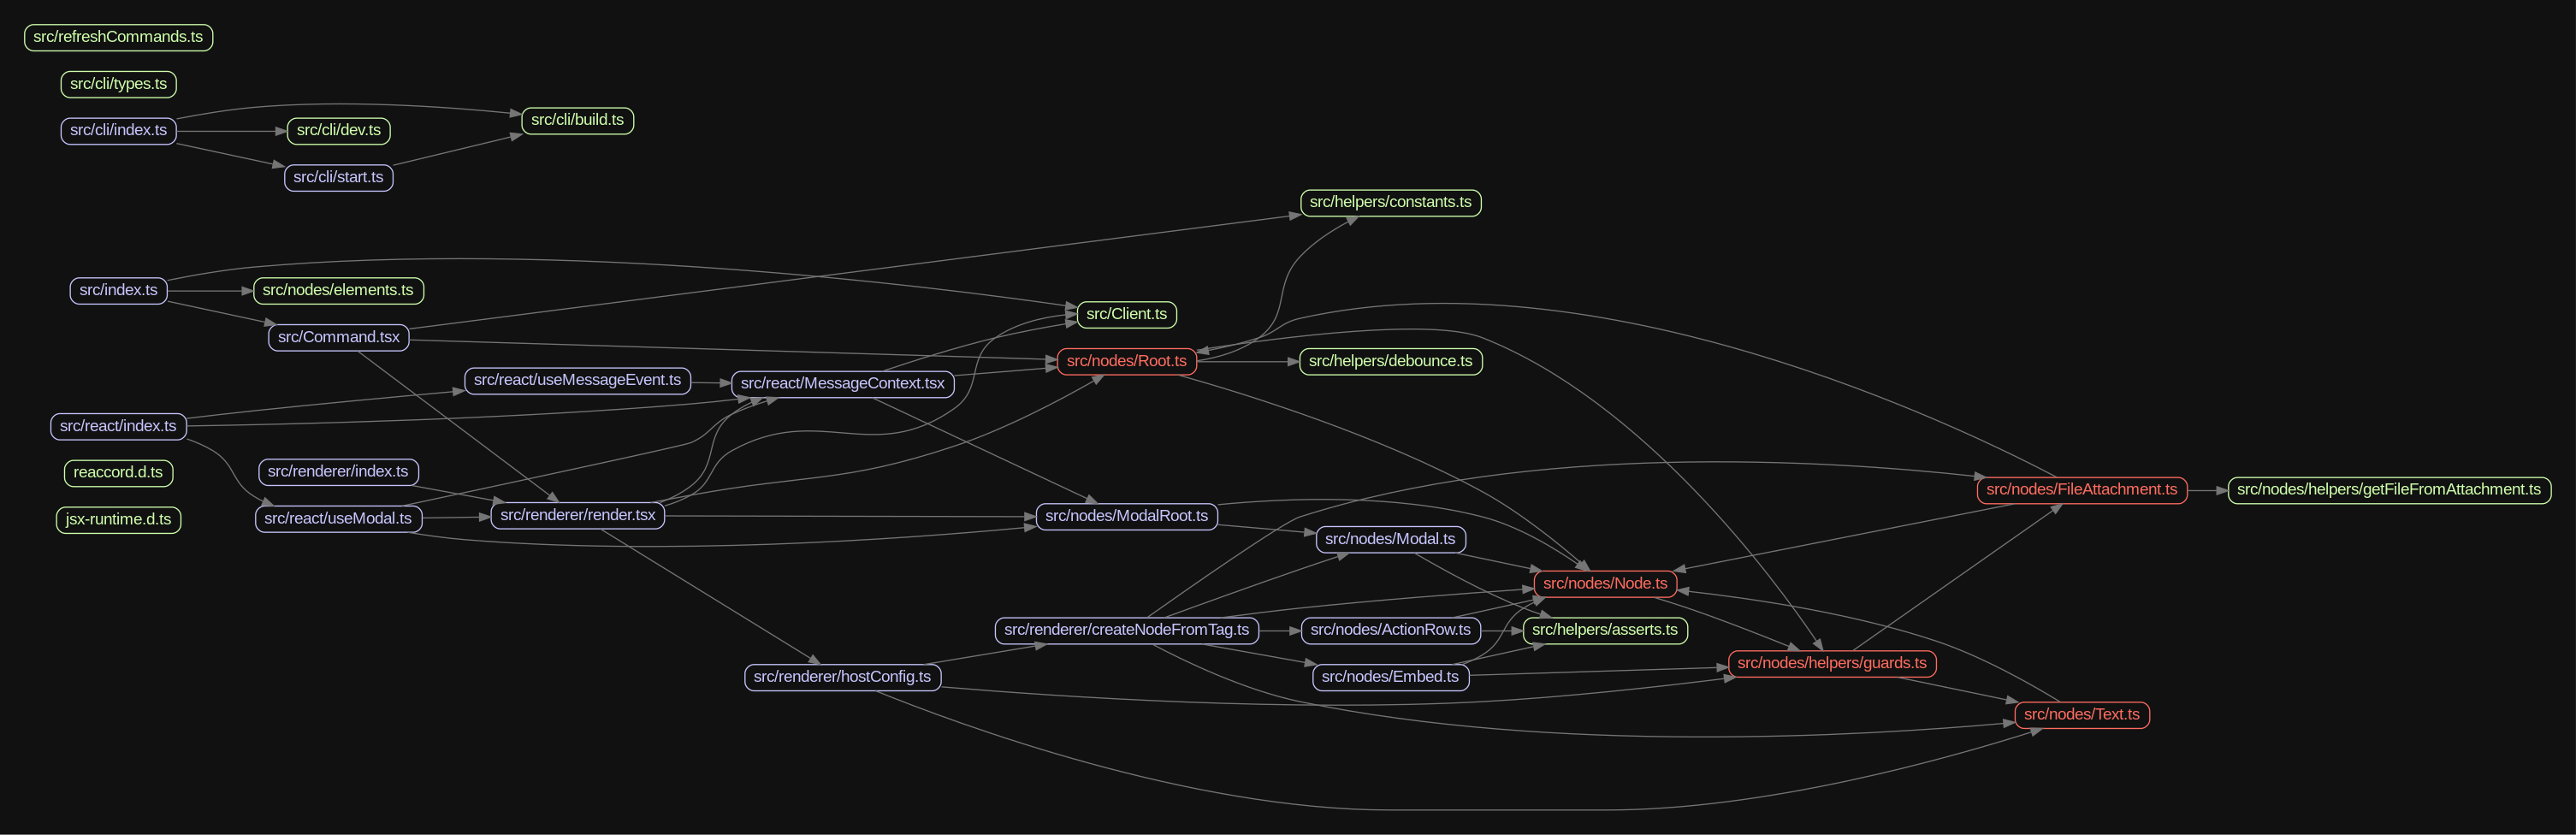 src/refreshCommands.ts
src/cli/types.ts
src/cli/index.ts
src/cli/dev.ts
src/cli/build.ts
src/cli/start.ts
src/helpers/constants.ts
src/index.ts
src/nodes/elements.ts
src/Client.ts
src/Command.tsx
src/nodes/Root.ts
src/helpers/debounce.ts
src/react/useMessageEvent.ts
src/react/MessageContext.tsx
src/react/index.ts
reaccord.d.ts
src/renderer/index.ts
jsx-runtime.d.ts
src/react/useModal.ts
src/renderer/render.tsx
src/nodes/ModalRoot.ts
src/nodes/FileAttachment.ts
src/nodes/helpers/getFileFromAttachment.ts
src/nodes/Modal.ts
src/nodes/Node.ts
src/renderer/createNodeFromTag.ts
src/nodes/ActionRow.ts
src/helpers/asserts.ts
src/renderer/hostConfig.ts
src/nodes/Embed.ts
src/nodes/helpers/guards.ts
src/nodes/Text.ts